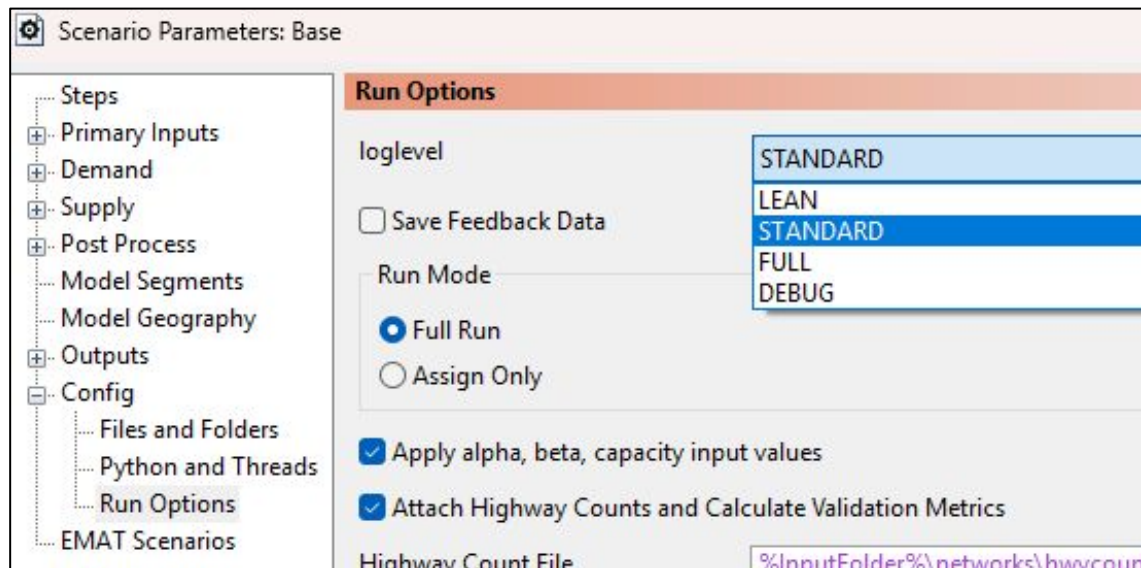 Scenario Parameters: Base
Steps
Primary Inputs
Demand
Supply
Post Process
Model Segments
Model Geography
Outputs
Config
Files and Folders
Python and Threads
Run Options
EMAT Scenarios
Run Options
loglevel
STANDARD
LEAN
STANDARD
FULL
DEBUG
Save Feedback Data
Run Mode
Full Run
Assign Only
Apply alpha, beta, capacity input values
Attach Highway Counts and Calculate Validation Metrics
Highway Count File
%InputFolder%\networks\hwycoun